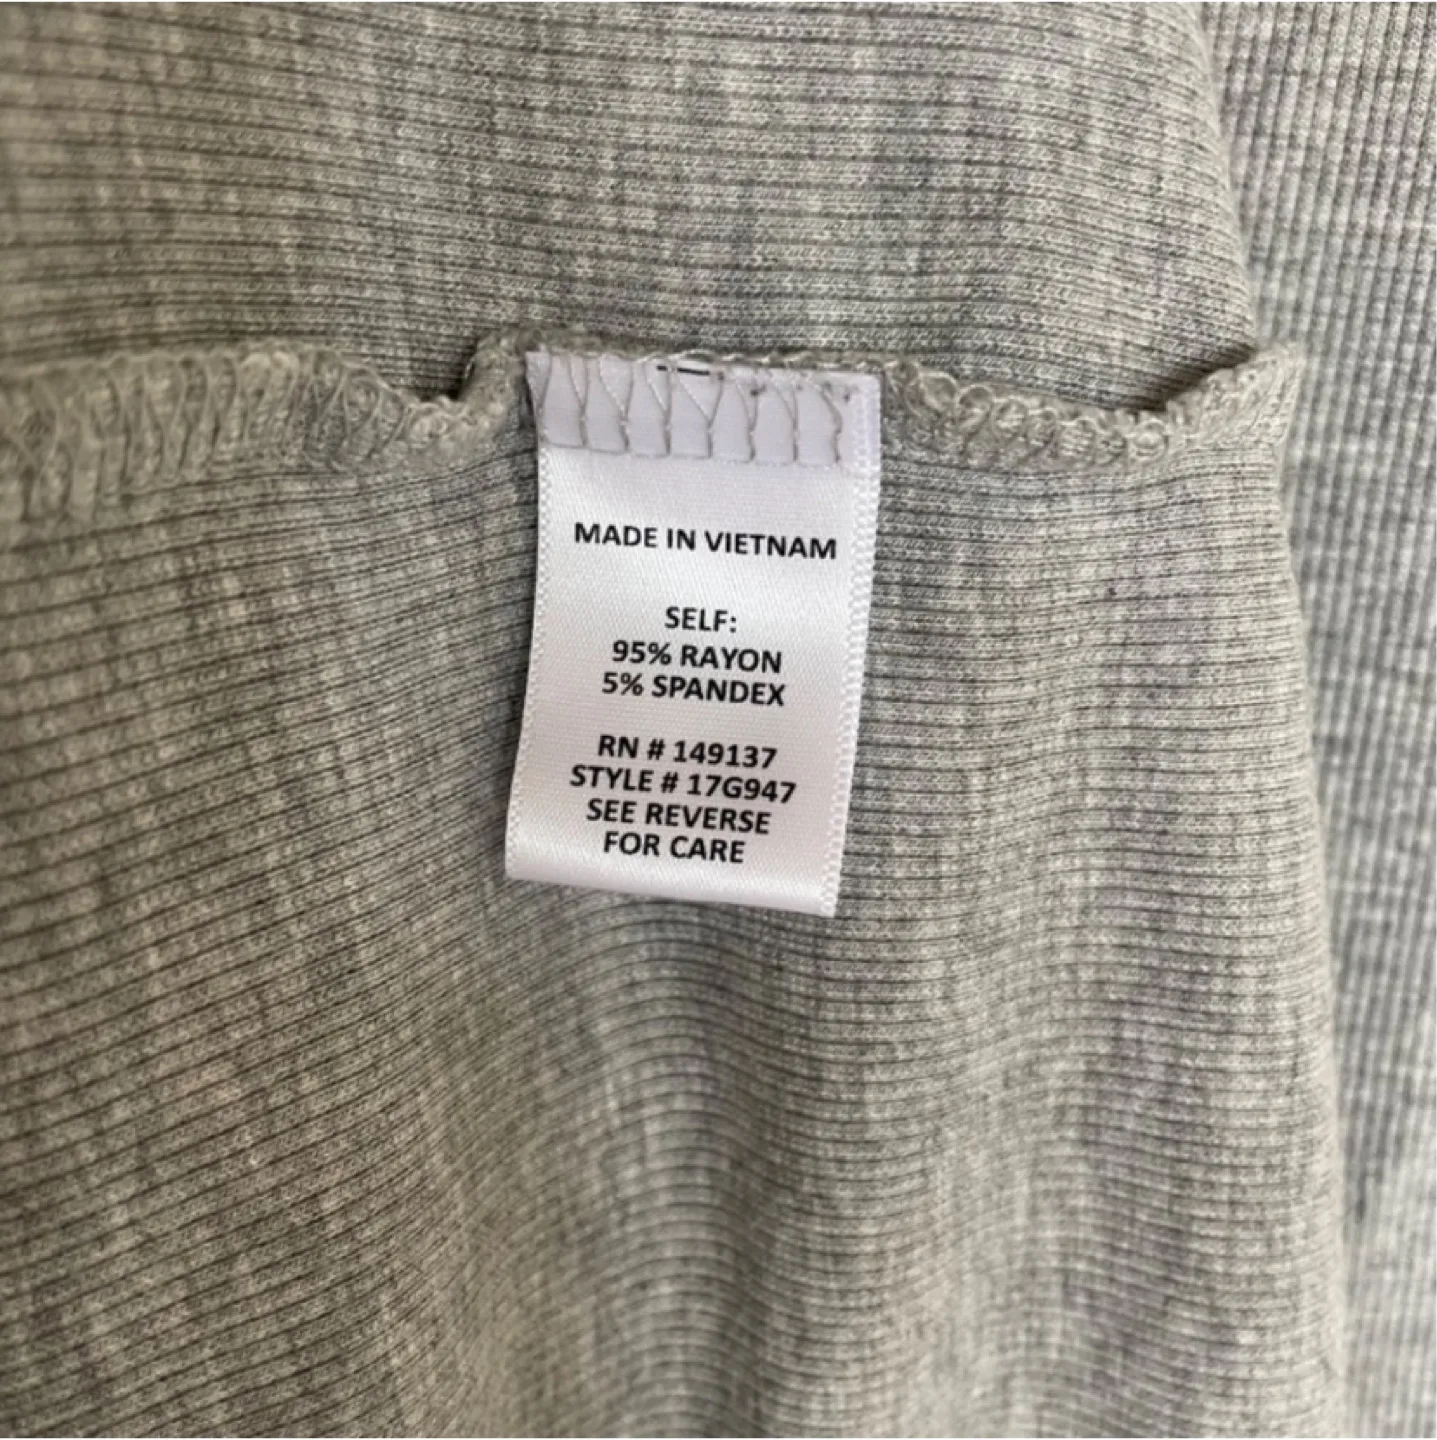 MADE IN VIETNAM
SELF:
95% RAYON
5% SPANDEX
RN # 149137
STYLE # 17G947
SEE REVERSE
FOR CARE